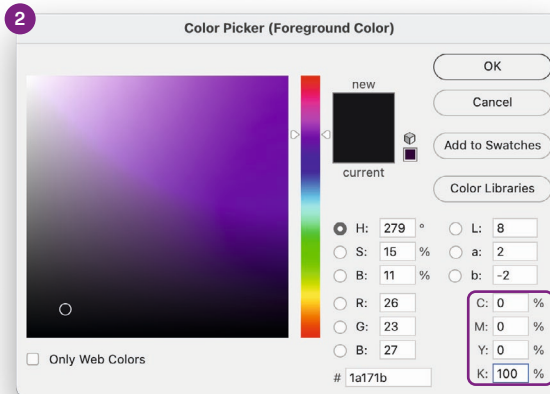 2
Color Picker (Foreground Color)
new
current
OK
Cancel
Add to Swatches
Color Libraries
H: 279 °
S: 15 %
B: 11 %
R: 26
G: 23
B: 27
# 1a171b
L: 8
a: 2
b: -2
C: 0 %
M: 0 %
Y: 0 %
K: 100 %
Only Web Colors